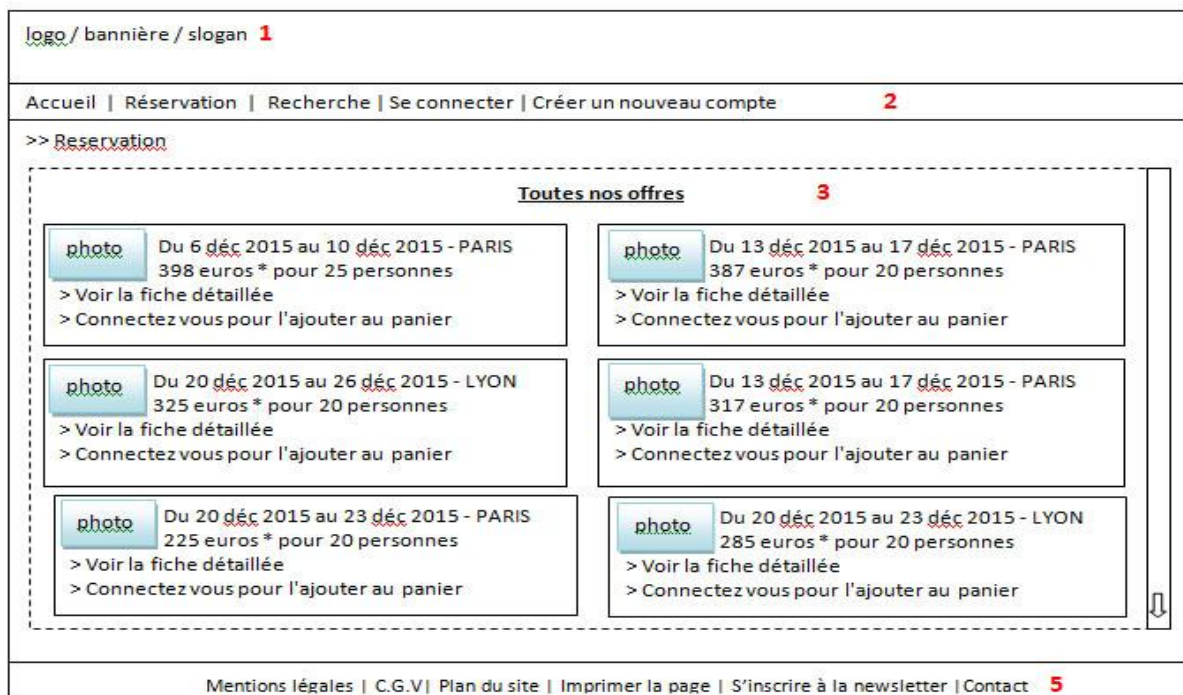 logo / bannière / slogan 1
Accueil | Réservation | Recherche | Se connecter | Créer un nouveau compte 2
>> Reservation
Toutes nos offres 3
photo Du 6 déc 2015 au 10 déc 2015 - PARIS
398 euros * pour 25 personnes
> Voir la fiche détaillée
> Connectez vous pour l'ajouter au panier
photo Du 13 déc 2015 au 17 déc 2015 - PARIS
387 euros * pour 20 personnes
> Voir la fiche détaillée
> Connectez vous pour l'ajouter au panier
photo Du 20 déc 2015 au 26 déc 2015 - LYON
325 euros * pour 20 personnes
> Voir la fiche détaillée
> Connectez vous pour l'ajouter au panier
photo Du 13 déc 2015 au 17 déc 2015 - PARIS
317 euros * pour 20 personnes
> Voir la fiche détaillée
> Connectez vous pour l'ajouter au panier
photo Du 20 déc 2015 au 23 déc 2015 - PARIS
225 euros * pour 20 personnes
> Voir la fiche détaillée
> Connectez vous pour l'ajouter au panier
photo Du 20 déc 2015 au 23 déc 2015 - LYON
285 euros * pour 20 personnes
> Voir la fiche détaillée
> Connectez vous pour l'ajouter au panier
Mentions légales | C.G.V| Plan du site | Imprimer la page | S'inscrire à la newsletter |Contact 5